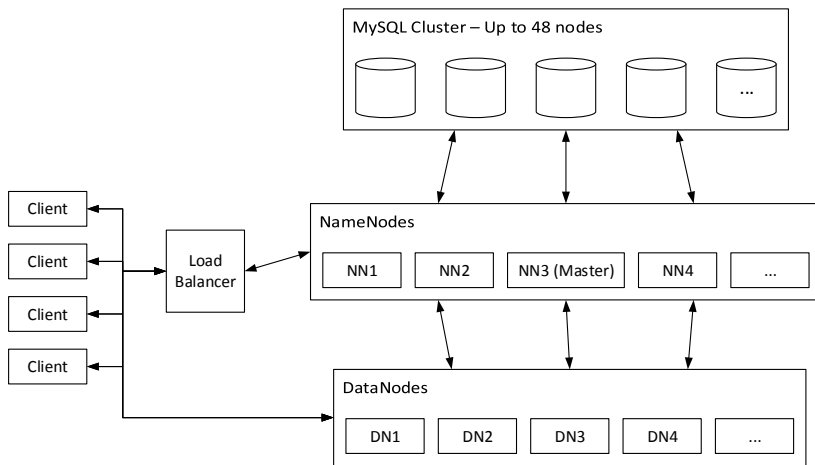 MySQL Cluster – Up to 48 nodes
...
Client
Client
Client
Client
Load
Balancer
NameNodes
NN1
NN2
NN3 (Master)
NN4
...
DataNodes
DN1
DN2
DN3
DN4
...